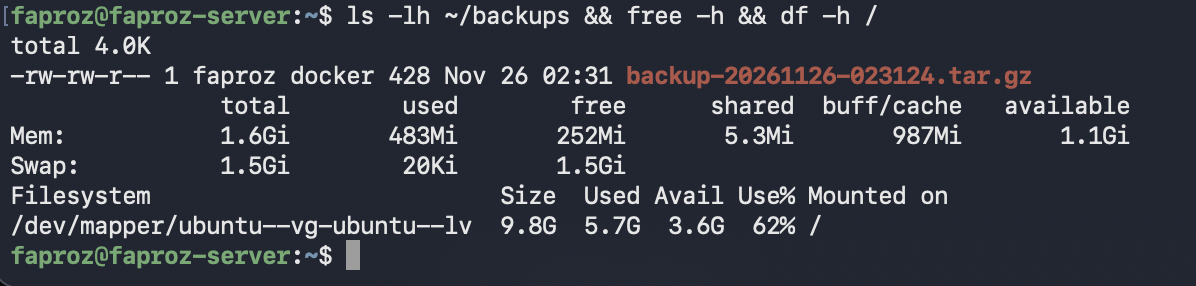 [faproz@faproz-server:~$ ls -lh ~/backups && free -h && df -h /
total 4.0K
-rw-rw-r-- 1 faproz docker 428 Nov 26 02:31 backup-20261126-023124.tar.gz
               total        used        free      shared  buff/cache   available
Mem:           1.6Gi       483Mi       252Mi       5.3Mi       987Mi       1.1Gi
Swap:          1.5Gi        20Ki       1.5Gi
Filesystem                         Size  Used Avail Use% Mounted on
/dev/mapper/ubuntu--vg-ubuntu--lv  9.8G  5.7G  3.6G  62% /
faproz@faproz-server:~$